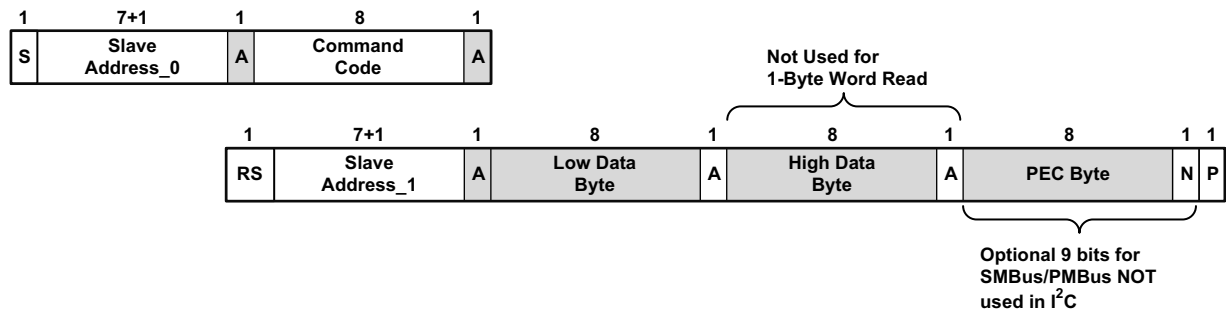 1 7+1 1 8 1
S Slave Address_0 A Command Code A
Not Used for
1-Byte Word Read
1 7+1 1 8 1 8 1 8 1 1
RS Slave Address_1 A Low Data Byte A High Data Byte A PEC Byte N P
Optional 9 bits for
SMBus/PMBus NOT
used in I²C